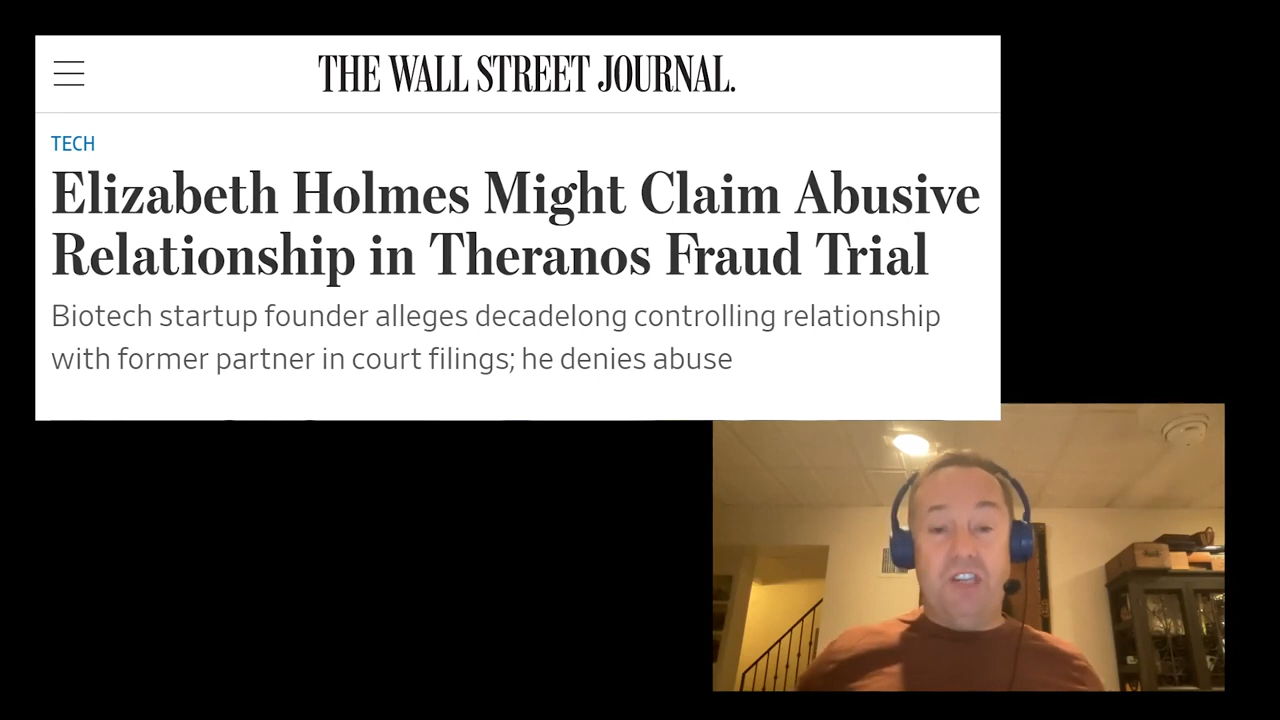 THE WALL STREET JOURNAL.
TECH
Elizabeth Holmes Might Claim Abusive
Relationship in Theranos Fraud Trial
Biotech startup founder alleges decadelong controlling relationship
with former partner in court filings; he denies abuse